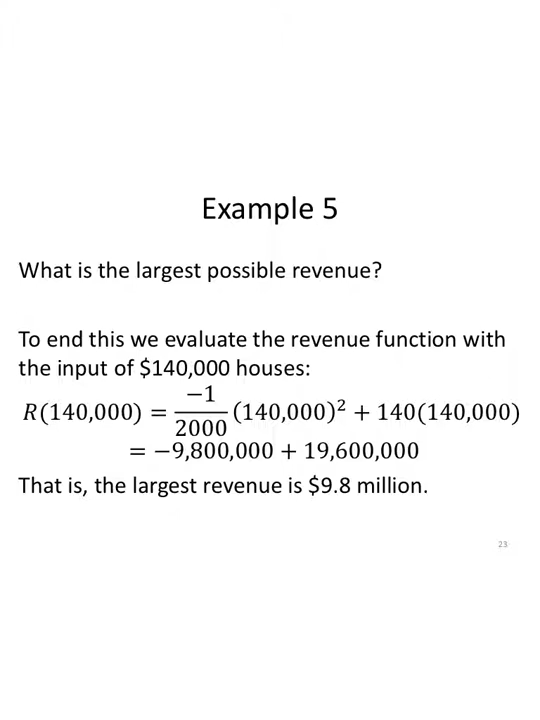 Example 5
What is the largest possible revenue?
To end this we evaluate the revenue function with
the input of $140,000 houses:
R(140,000) = −1/2000 (140,000)² + 140(140,000)
= −9,800,000 + 19,600,000
That is, the largest revenue is $9.8 million.
23